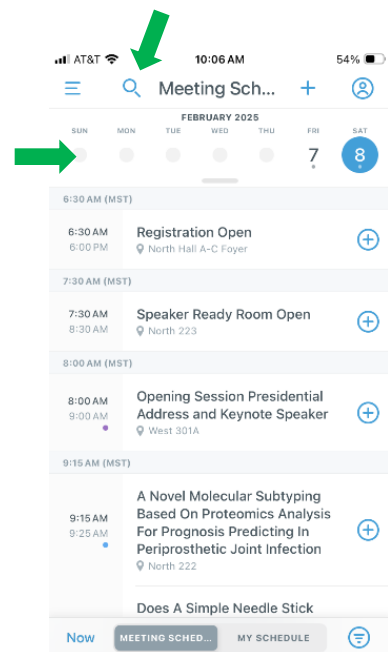 AT&T
10:06 AM
54%
Meeting Sch...
FEBRUARY 2025
SUN MON TUE WED THU FRI SAT
7 8
6:30 AM (MST)
6:30 AM
6:00 PM
Registration Open
North Hall A-C Foyer
7:30 AM (MST)
7:30 AM
8:30 AM
Speaker Ready Room Open
North 223
8:00 AM (MST)
8:00 AM
9:00 AM
Opening Session Presidential
Address and Keynote Speaker
West 301A
9:15 AM (MST)
9:15 AM
9:25 AM
A Novel Molecular Subtyping
Based On Proteomics Analysis
For Prognosis Predicting In
Periprosthetic Joint Infection
North 222
Does A Simple Needle Stick
Now
MEETING SCHED...
MY SCHEDULE